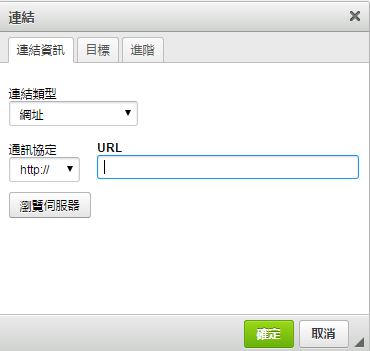 連結
連結資訊 目標 進階
連結類型
網址
通訊協定 URL
http://
瀏覽伺服器
確定 取消